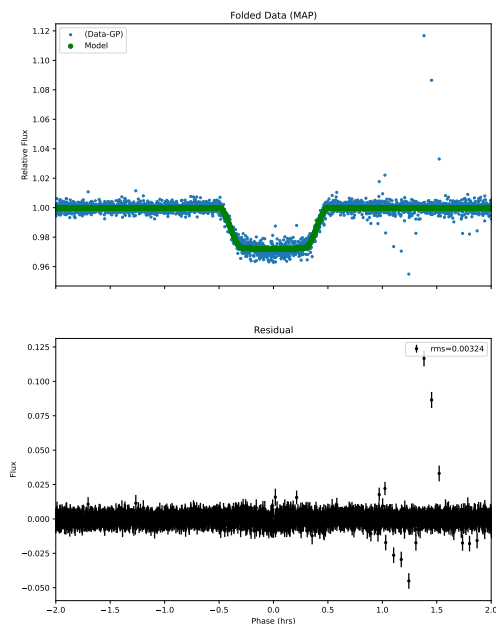 Folded Data (MAP)
(Data-GP)
Model
1.12
1.10
1.08
1.06
1.04
1.02
1.00
0.98
0.96
Relative Flux
Residual
rms=0.00324
0.125
0.100
0.075
0.050
0.025
0.000
−0.025
−0.050
Flux
−2.0 −1.5 −1.0 −0.5 0.0 0.5 1.0 1.5 2.0
Phase (hrs)